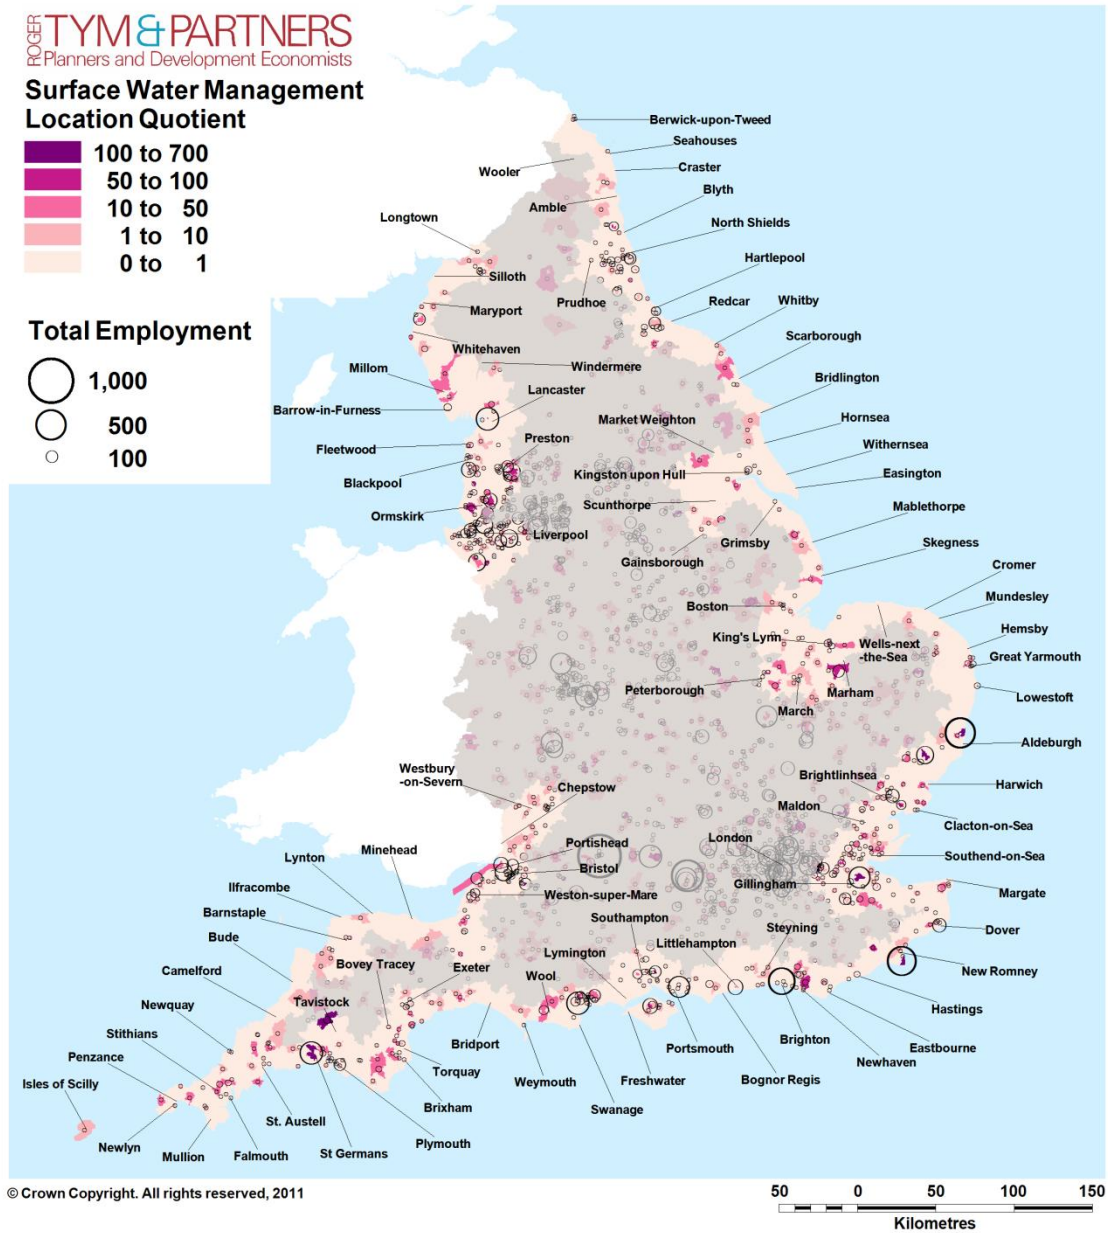 ROGER
TYM & PARTNERS
Planners and Development Economists
Surface Water Management
Location Quotient
100 to 700
50 to 100
10 to 50
1 to 10
0 to 1
Total Employment
1,000
500
100
Berwick-upon-Tweed
Seahouses
Wooler
Craster
Blyth
Amble
Longtown
North Shields
Hartlepool
Silloth
Prudhoe
Redcar
Whitby
Maryport
Scarborough
Whitehaven
Windermere
Millom
Bridlington
Lancaster
Barrow-in-Furness
Market Weighton
Hornsea
Fleetwood
Preston
Withernsea
Kingston upon Hull
Easington
Blackpool
Scunthorpe
Mablethorpe
Ormskirk
Liverpool
Grimsby
Skegness
Gainsborough
Cromer
Mundesley
Boston
King's Lynn
Hemsby
Wells-next
-the-Sea
Great Yarmouth
Peterborough
Marham
Lowestoft
March
Aldeburgh
Westbury
-on-Severn
Brightlinhsea
Chepstow
Harwich
Maldon
Clacton-on-Sea
London
Portishead
Minehead
Southend-on-Sea
Lynton
Bristol
Gillingham
Ilfracombe
Weston-super-Mare
Margate
Barnstaple
Southampton
Steyning
Dover
Bude
Littlehampton
Lymington
Bovey Tracey
Exeter
Camelford
Wool
New Romney
Tavistock
Newquay
Hastings
Stithians
Brighton
Bridport
Portsmouth
Eastbourne
Penzance
Torquay
Newhaven
Isles of Scilly
Weymouth
Freshwater
Bognor Regis
Brixham
Swanage
St. Austell
Plymouth
Newlyn
Mullion
Falmouth
St Germans
© Crown Copyright. All rights reserved, 2011
50 0 50 100 150
Kilometres